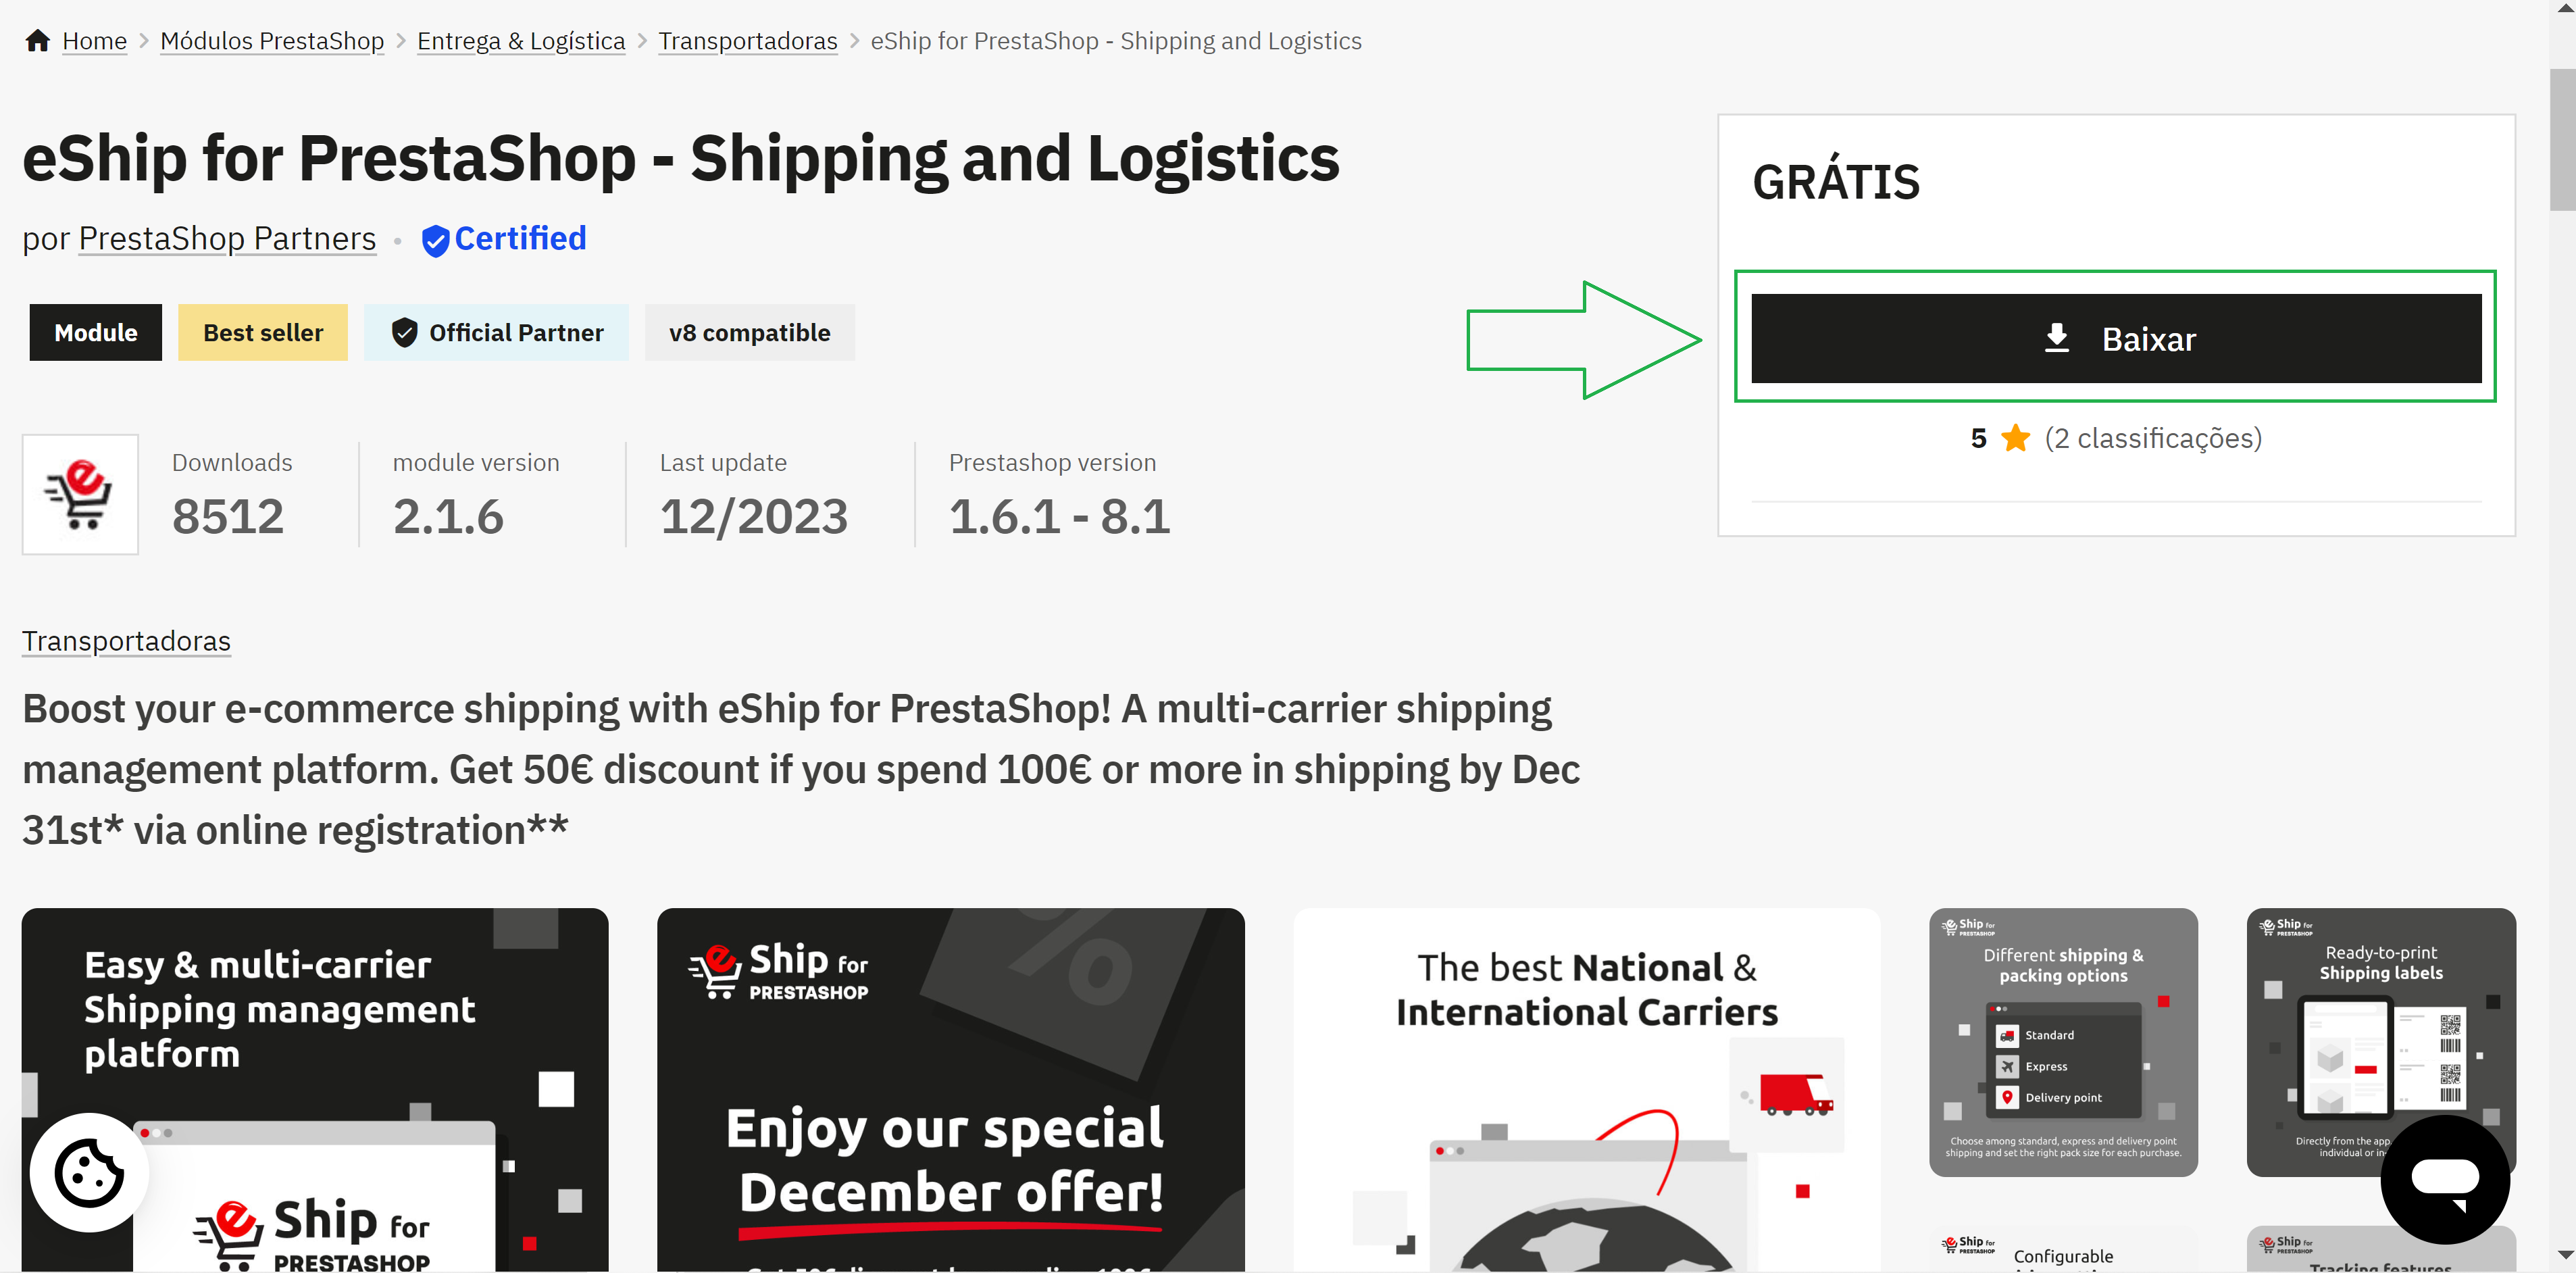 Home > Módulos PrestaShop > Entrega & Logística > Transportadoras > eShip for PrestaShop - Shipping and Logistics
eShip for PrestaShop - Shipping and Logistics
por PrestaShop Partners • Certified
Module Best seller Official Partner v8 compatible
GRÁTIS
Baixar
5 (2 classificações)
Downloads
8512
module version
2.1.6
Last update
12/2023
Prestashop version
1.6.1 - 8.1
Transportadoras
Boost your e-commerce shipping with eShip for PrestaShop! A multi-carrier shipping
management platform. Get 50€ discount if you spend 100€ or more in shipping by Dec
31st* via online registration**
Easy & multi-carrier
Shipping management
platform
e Ship for
PRESTASHOP
e Ship for
PRESTASHOP
%
Enjoy our special
December offer!
The best National &
International Carriers
e Ship for
PRESTASHOP
Different shipping &
packing options
Standard
Express
Delivery point
Choose among standard, express and delivery point
shipping and set the right pack size for each purchase.
e Ship for
PRESTASHOP
Ready-to-print
Shipping labels
Directly from the app,
individual or in-
e Ship for
PRESTASHOP
Configurable
e Ship for
PRESTASHOP
Tracking features